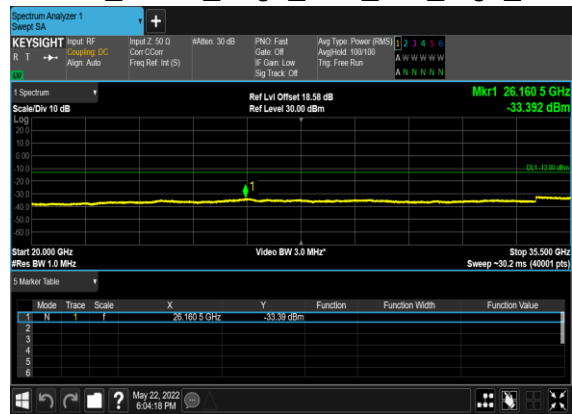 Spectrum Analyzer 1
Swept SA
KEYSIGHT Input: RF Input Z: 50 Ω #Atten: 30 dB PNO: Fast Avg Type: Power (RMS) 1 2 3 4 5 6
R T Coupling: DC Corr CCorr Gate: Off Avg|Hold: 100/100 A W W W W W
Align: Auto Freq Ref: Int (S) IF Gain: Low Trig: Free Run
LW Sig Track: Off A N N N N N
1 Spectrum Ref Lvl Offset 18.58 dB Mkr1 26.160 5 GHz
Scale/Div 10 dB Ref Level 30.00 dBm -33.392 dBm
Log
20.0
10.0
0.00
-10.0 DL1 -13.00 dBm
-20.0 1
-30.0
-40.0
-50.0
-60.0
Start 20.000 GHz Video BW 3.0 MHz* Stop 35.500 GHz
#Res BW 1.0 MHz Sweep ~30.2 ms (40001 pts)
5 Marker Table
Mode Trace Scale X Y Function Function Width Function Value
1 N 1 f 26.160 5 GHz -33.39 dBm
2
3
4
5
6
? May 22, 2022
6:04:18 PM